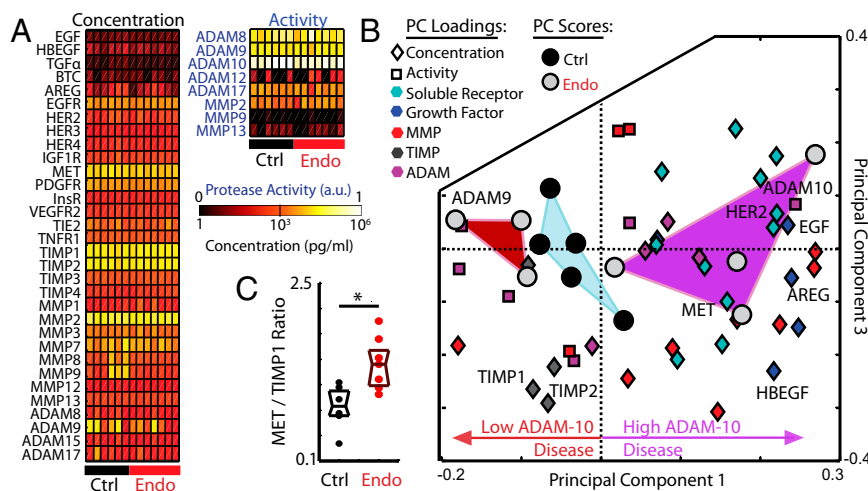 A
Concentration
EGF
HBEGF
TGFα
BTC
AREG
EGFR
HER2
HER3
HER4
IGF1R
MET
PDGFR
InsR
VEGFR2
TIE2
TNFR1
TIMP1
TIMP2
TIMP3
TIMP4
MMP1
MMP2
MMP3
MMP7
MMP8
MMP9
MMP12
MMP13
ADAM8
ADAM9
ADAM15
ADAM17
Ctrl Endo
Activity
ADAM8
ADAM9
ADAM10
ADAM12
ADAM17
MMP2
MMP9
MMP13
Ctrl Endo
Protease Activity (a.u.)
0 1
1 10³ 10⁶
Concentration (pg/ml)
C
MET / TIMP1 Ratio
2.5
0.1
*
Ctrl Endo
B
PC Loadings:
Concentration
Activity
Soluble Receptor
Growth Factor
MMP
TIMP
ADAM
PC Scores:
Ctrl
Endo
ADAM9
ADAM10
HER2
EGF
AREG
MET
HBEGF
TIMP1
TIMP2
Low ADAM-10
Disease
High ADAM-10
Disease
0.4
Principal Component 3
-0.4
-0.2
Principal Component 1
0.3